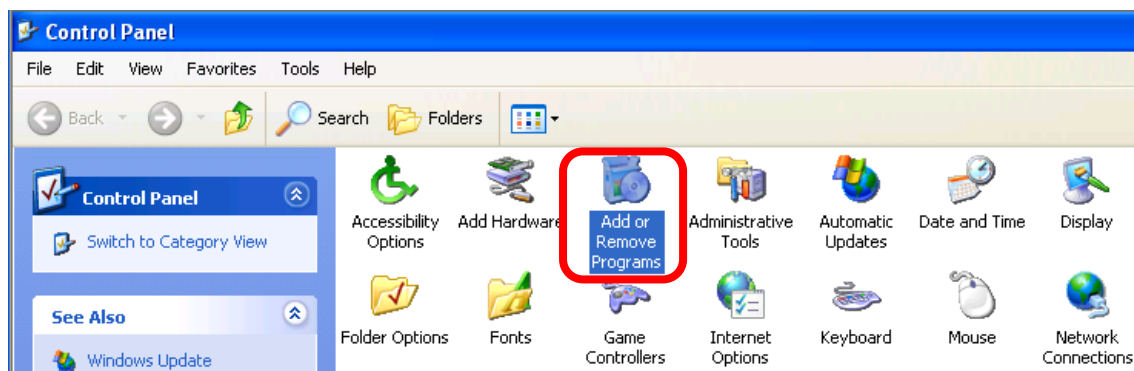 Control Panel
File Edit View Favorites Tools Help
Back Search Folders
Control Panel
Switch to Category View
See Also
Windows Update
Accessibility
Options
Add Hardware
Add or
Remove
Programs
Administrative
Tools
Automatic
Updates
Date and Time
Display
Folder Options
Fonts
Game
Controllers
Internet
Options
Keyboard
Mouse
Network
Connections